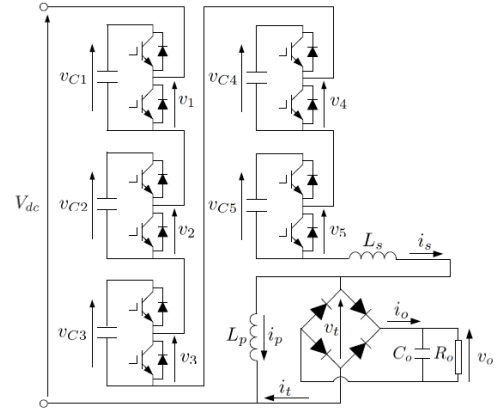 v_{C1}
v_1
v_{C4}
v_4
V_{dc}
v_{C2}
v_2
v_{C5}
v_5
L_s
i_s
v_{C3}
v_3
L_p
i_p
v_t
i_o
C_o
R_o
v_o
i_t